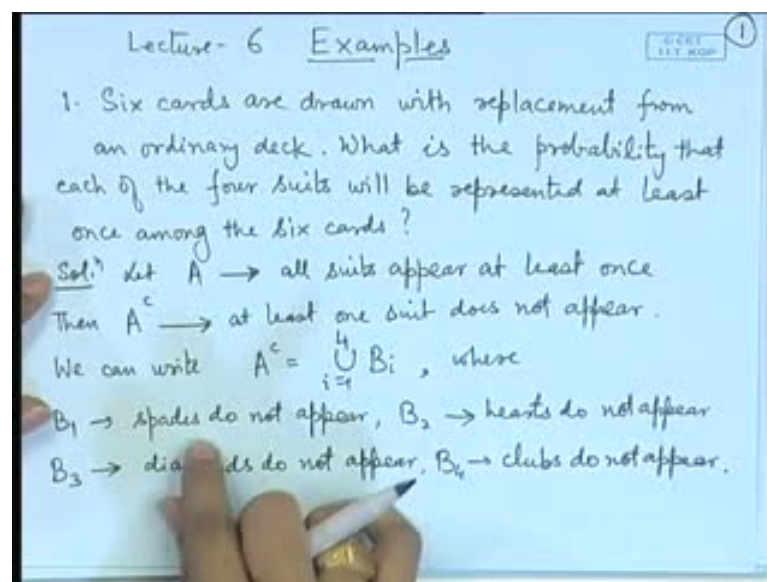 Lecture-6 Examples
1
1. Six cards are drawn with replacement from
an ordinary deck. What is the probability that
each of the four suits will be represented at least
once among the six cards?
Solⁿ Let A → all suits appear at least once
Then Aᶜ → at least one suit does not appear.
We can write Aᶜ = ⋃⁴ᵢ₌₁ Bᵢ, where
B₁ → spades do not appear, B₂ → hearts do not appear
B₃ → do not appear, B₄ → clubs do not appear.